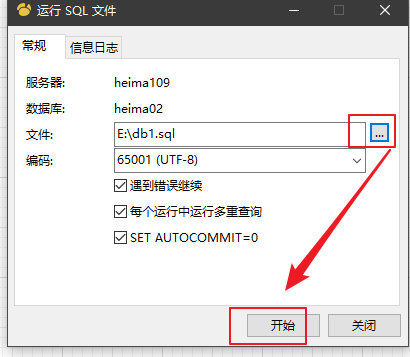 运行 SQL 文件
常规 信息日志
服务器: heima109
数据库: heima02
文件: E:\db1.sql ...
编码: 65001 (UTF-8)
遇到错误继续
每个运行中运行多重查询
SET AUTOCOMMIT=0
开始 关闭